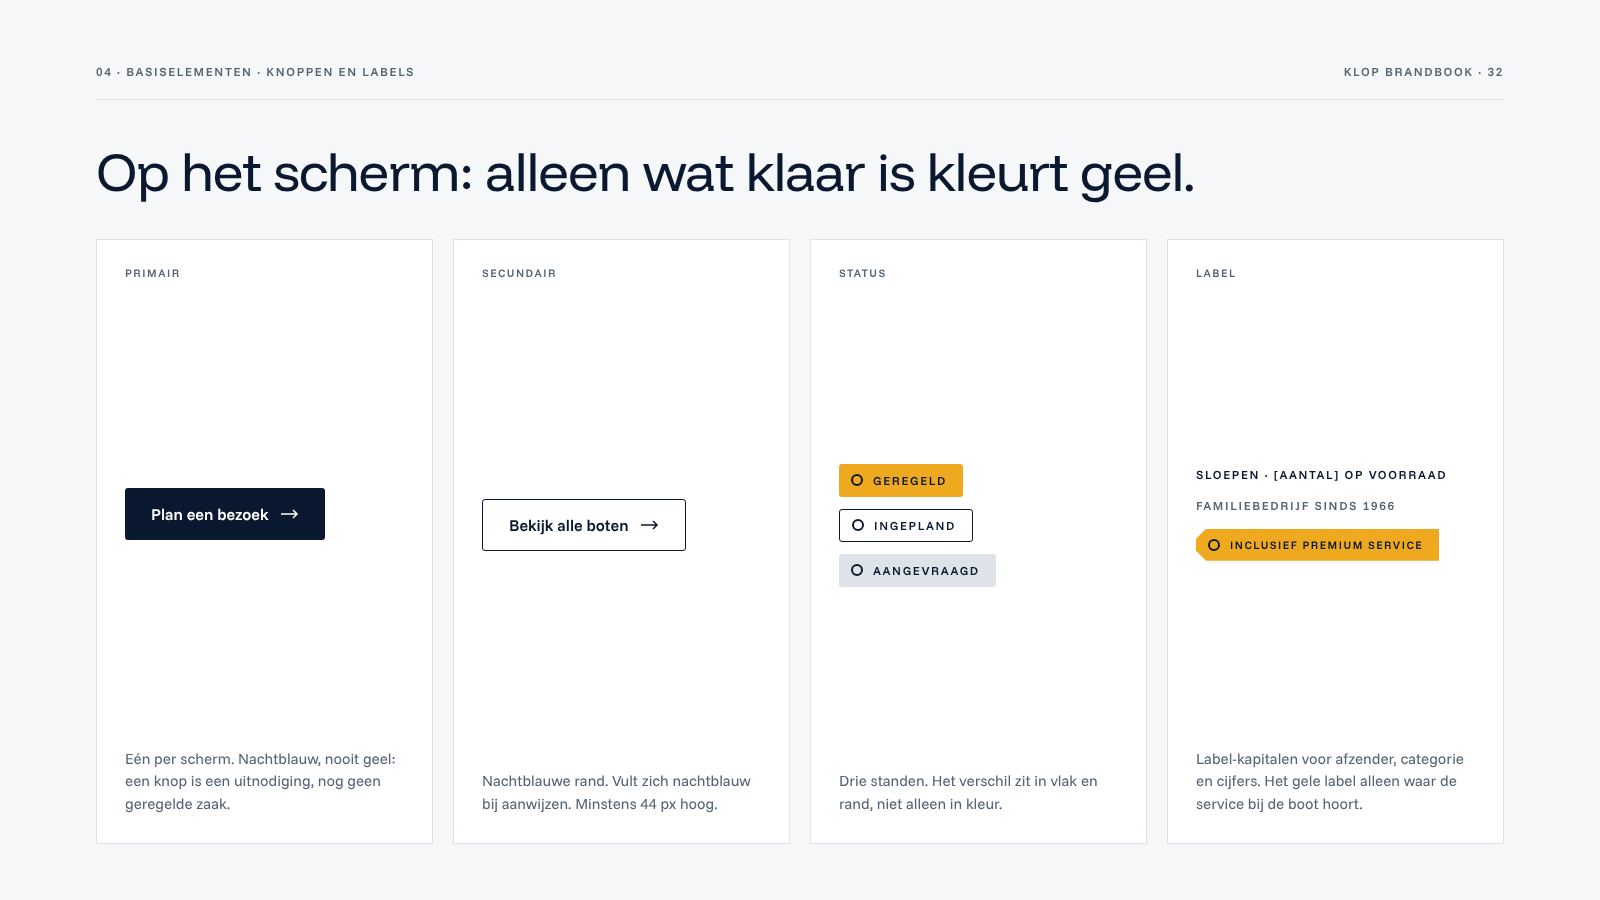 04 · BASISELEMENTEN · KNOPPEN EN LABELS
KLOP BRANDBOOK · 32
Op het scherm: alleen wat klaar is kleurt geel.
PRIMAIR
Plan een bezoek
Eén per scherm. Nachtblauw, nooit geel:
een knop is een uitnodiging, nog geen
geregelde zaak.
SECUNDAIR
Bekijk alle boten
Nachtblauwe rand. Vult zich nachtblauw
bij aanwijzen. Minstens 44 px hoog.
STATUS
GEREGELD
INGEPLAND
AANGEVRAAGD
Drie standen. Het verschil zit in vlak en
rand, niet alleen in kleur.
LABEL
SLOEPEN · [AANTAL] OP VOORRAAD
FAMILIEBEDRIJF SINDS 1966
INCLUSIEF PREMIUM SERVICE
Label-kapitalen voor afzender, categorie
en cijfers. Het gele label alleen waar de
service bij de boot hoort.